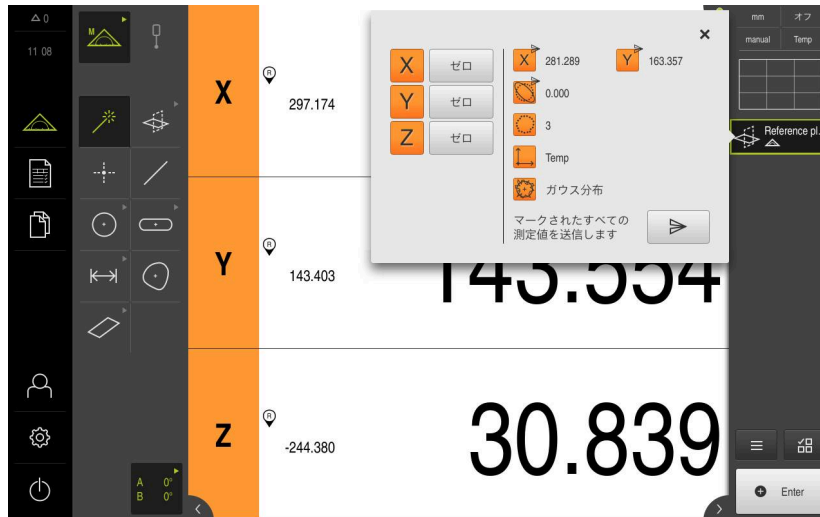 0
11 08
M
A 0°
B 0°
X
R
297.174
Y
R
143.403
143.554
Z
R
-244.380
30.839
X ゼロ
Y ゼロ
Z ゼロ
X 281.289 Y 163.357
0.000
3
Temp
ガウス分布
マークされたすべての
測定値を送信します
mm オフ
manual Temp
Reference pl...
Enter